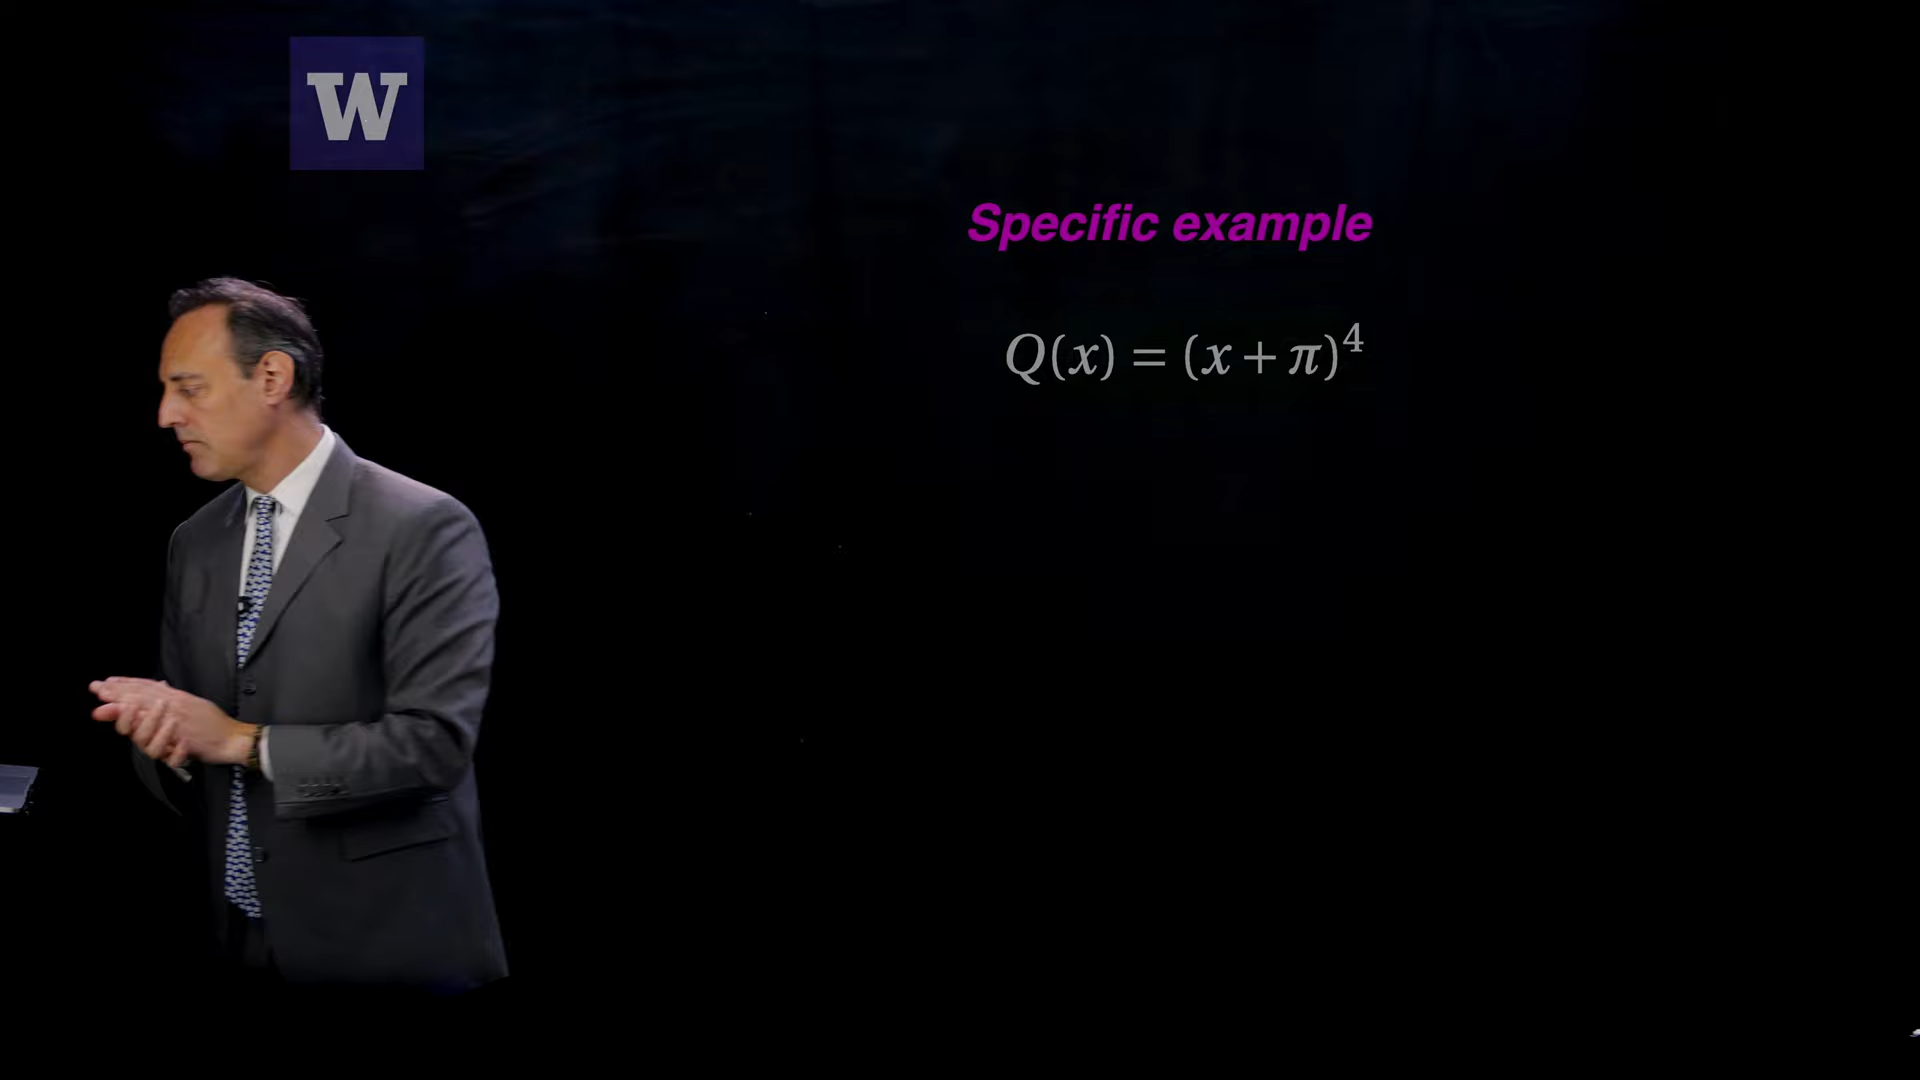 W
Specific example
Q(x) = (x + π)⁴